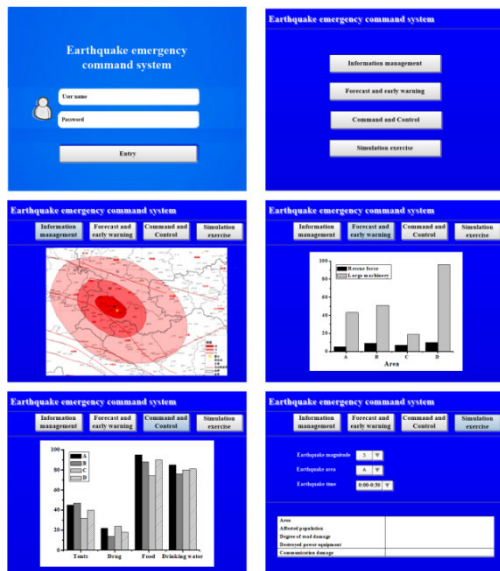 Earthquake emergency
command system
User name
Password
Entry
Earthquake emergency command system
Information management
Forecast and early warning
Command and Control
Simulation exercise
Earthquake emergency command system
Information management
Forecast and early warning
Command and Control
Simulation exercise
Earthquake emergency command system
Information management
Forecast and early warning
Command and Control
Simulation exercise
100
80
60
40
20
0
Rescue force
Large machinery
A B C D
Area
Earthquake emergency command system
Information management
Forecast and early warning
Command and Control
Simulation exercise
100
80
60
40
20
0
A
B
C
D
Tents Drug Food Drinking water
Earthquake emergency command system
Information management
Forecast and early warning
Command and Control
Simulation exercise
Earthquake magnitude 5
Earthquake area A
Earthquake time 0:00-0:30
Area
Affected population
Degree of road damage
Destroyed power equipment
Communication damage